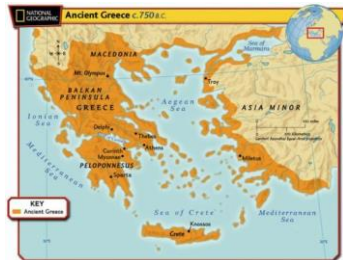 NATIONAL
GEOGRAPHIC
Ancient Greece c.750 B.C.
MACEDONIA
Sea of
Marmara
Mt. Olympus
Troy
BALKAN
PENINSULA
GREECE
Aegean
Sea
ASIA MINOR
Ionian
Sea
Delphi
Thebes
Athens
Corinth
Mycenae
PELOPONNESUS
Sparta
Miletus
Mediterranean
Sea
Sea of Crete
Mediterranean
Sea
Knossos
Crete
KEY
Ancient Greece